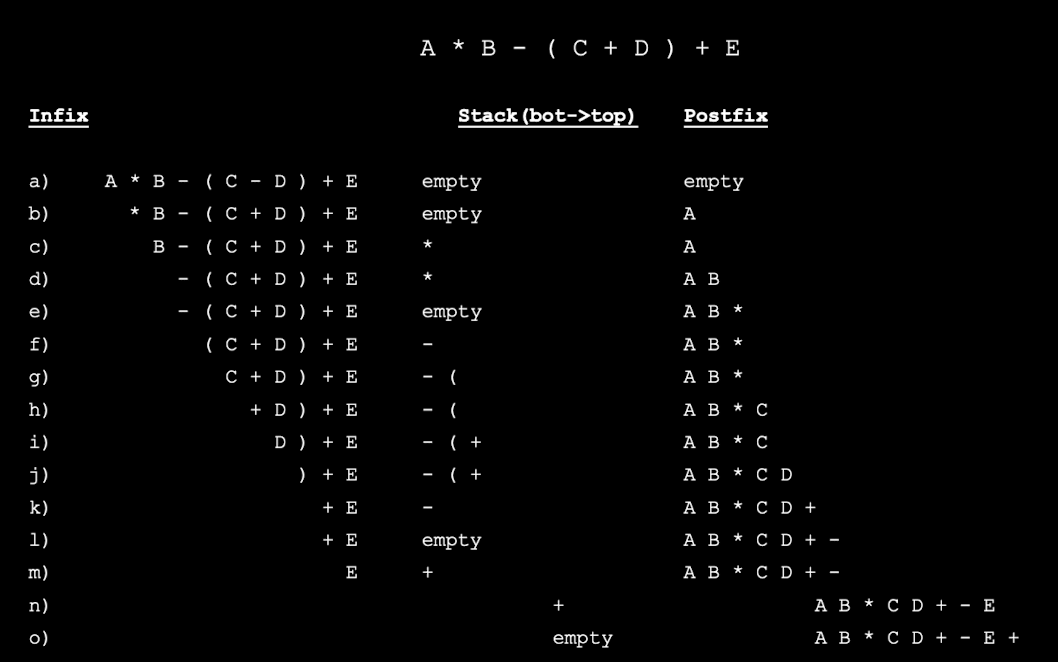 A * B - ( C + D ) + E
Infix Stack(bot->top) Postfix
a) A * B - ( C - D ) + E empty empty
b) * B - ( C + D ) + E empty A
c) B - ( C + D ) + E * A
d) - ( C + D ) + E * A B
e) - ( C + D ) + E empty A B *
f) ( C + D ) + E - A B *
g) C + D ) + E - ( A B *
h) + D ) + E - ( A B * C
i) D ) + E - ( + A B * C
j) ) + E - ( + A B * C D
k) + E - A B * C D +
l) + E empty A B * C D + -
m) E + A B * C D + -
n) + A B * C D + - E
o) empty A B * C D + - E +